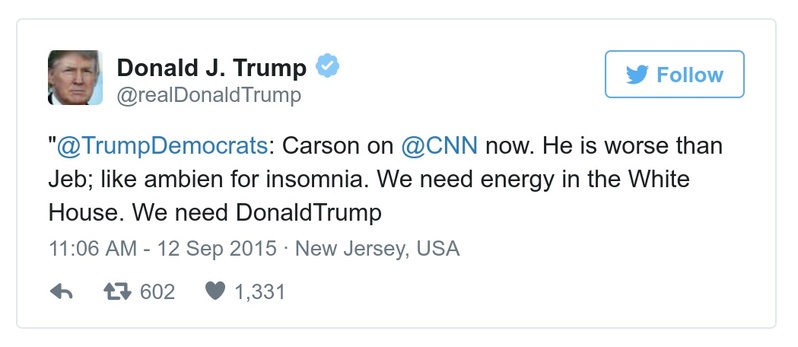 Donald J. Trump
@realDonaldTrump
Follow
"@TrumpDemocrats: Carson on @CNN now. He is worse than
Jeb; like ambien for insomnia. We need energy in the White
House. We need DonaldTrump
11:06 AM - 12 Sep 2015 · New Jersey, USA
602 1,331